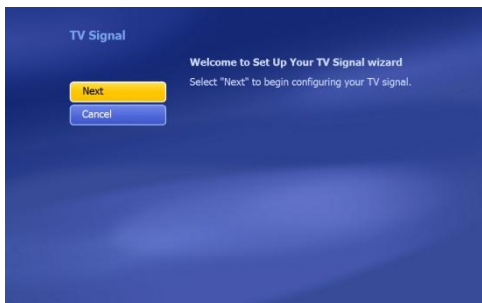 TV Signal
Welcome to Set Up Your TV Signal wizard
Select "Next" to begin configuring your TV signal.
Next
Cancel